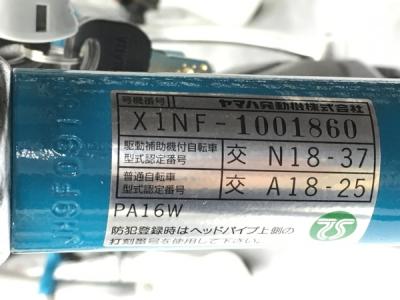 号機番号 ヤマハ発動機株式会社
X1NF-1001860
駆動補助機付自転車
型式認定番号 交 N18-37
普通自転車
型式認定番号 交 A18-25
PA16W
防犯登録時はヘッドパイプ上側の
打刻番号を使用して下さい